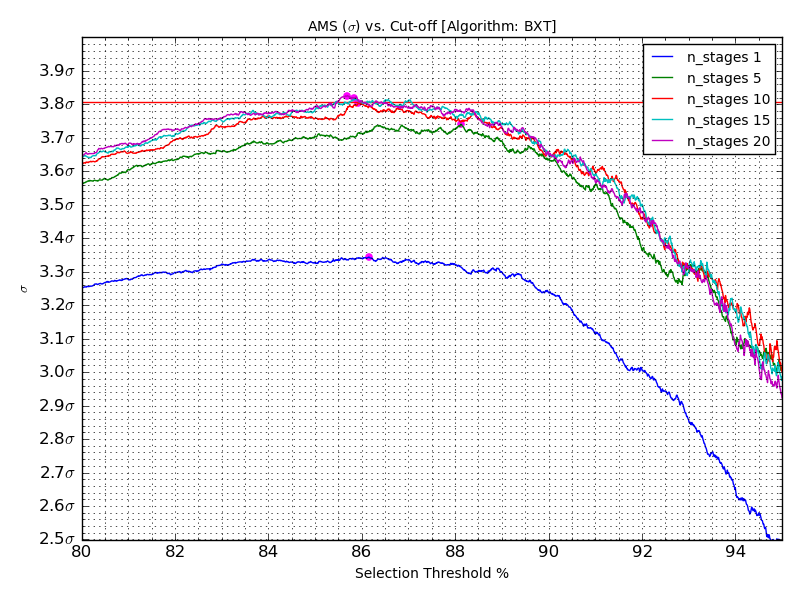 AMS (σ) vs. Cut-off [Algorithm: BXT]
n_stages 1
n_stages 5
n_stages 10
n_stages 15
n_stages 20
3.9σ
3.8σ
3.7σ
3.6σ
3.5σ
3.4σ
3.3σ
3.2σ
3.1σ
3.0σ
2.9σ
2.8σ
2.7σ
2.6σ
2.5σ
σ
80 82 84 86 88 90 92 94
Selection Threshold %